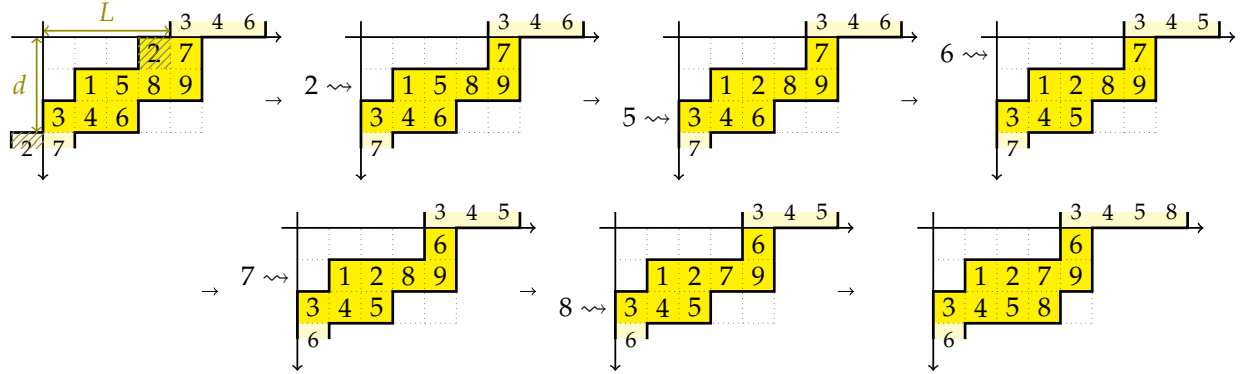 L
3 4 6 3 4 6 3 4 6 3 4 5
2 7 7 7 6 ⇝ 7
d 1 5 8 9 2 ⇝ 1 5 8 9 1 2 8 9 1 2 8 9
→ → →
3 4 6 3 4 6 5 ⇝ 3 4 6 3 4 5
2 7 7 7 7
3 4 5 3 4 5 3 4 5 8
6 6 6
7 ⇝ 1 2 8 9 1 2 7 9 1 2 7 9
→ → →
3 4 5 8 ⇝ 3 4 5 3 4 5 8
6 6 6